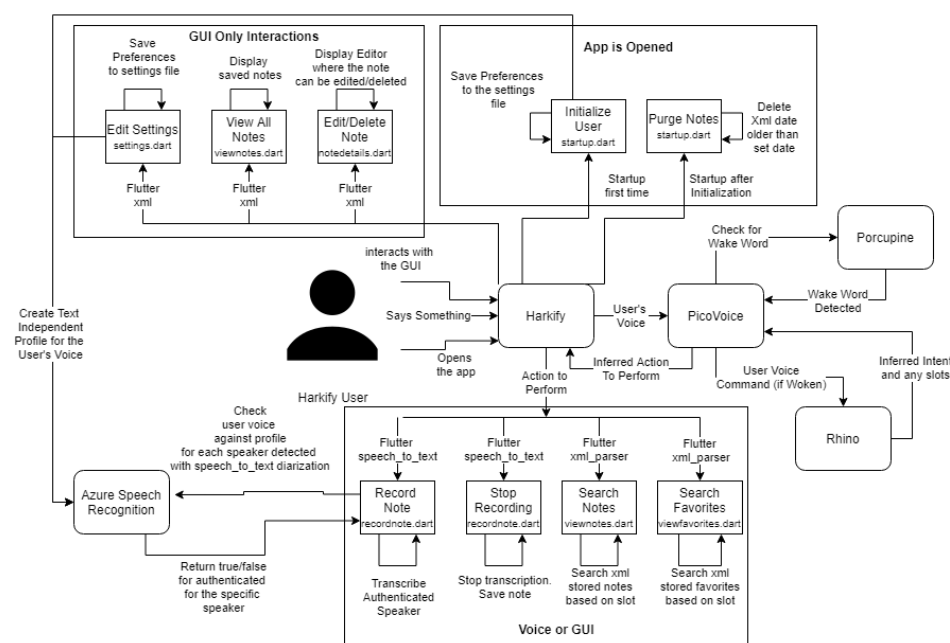 GUI Only Interactions
Save
Preferences
to settings file
Display
saved notes
Display Editor
where the note
can be edited/deleted
Edit Settings
settings.dart
View All
Notes
viewnotes.dart
Edit/Delete
Note
notedetails.dart
Flutter
xml
Flutter
xml
Flutter
xml
App is Opened
Save Preferences
to the settings
file
Initialize
User
startup.dart
Purge Notes
startup.dart
Delete
Xml date
older than
set date
Startup
first time
Startup after
Initialization
Check for
Wake Word
Porcupine
Wake Word
Detected
interacts with
the GUI
Says Something
Opens
the app
Harkify User
Harkify
User's
Voice
PicoVoice
Inferred Action
To Perform
Inferred Intent
and any slots
User Voice
Command (if Woken)
Rhino
Action to
Perform
Create Text
Independent
Profile for the
User's Voice
Check
user voice
against profile
for each speaker detected
with speech_to_text diarization
Azure Speech
Recognition
Return true/false
for authenticated
for the specific
speaker
Flutter
speech_to_text
Flutter
speech_to_text
Flutter
xml_parser
Flutter
xml_parser
Record
Note
recordnote.dart
Stop
Recording
recordnote.dart
Search
Notes
viewnotes.dart
Search
Favorites
viewfavorites.dart
Transcribe
Authenticated
Speaker
Stop transcription.
Save note
Search xml
stored notes
based on slot
Search xml
stored favorites
based on slot
Voice or GUI